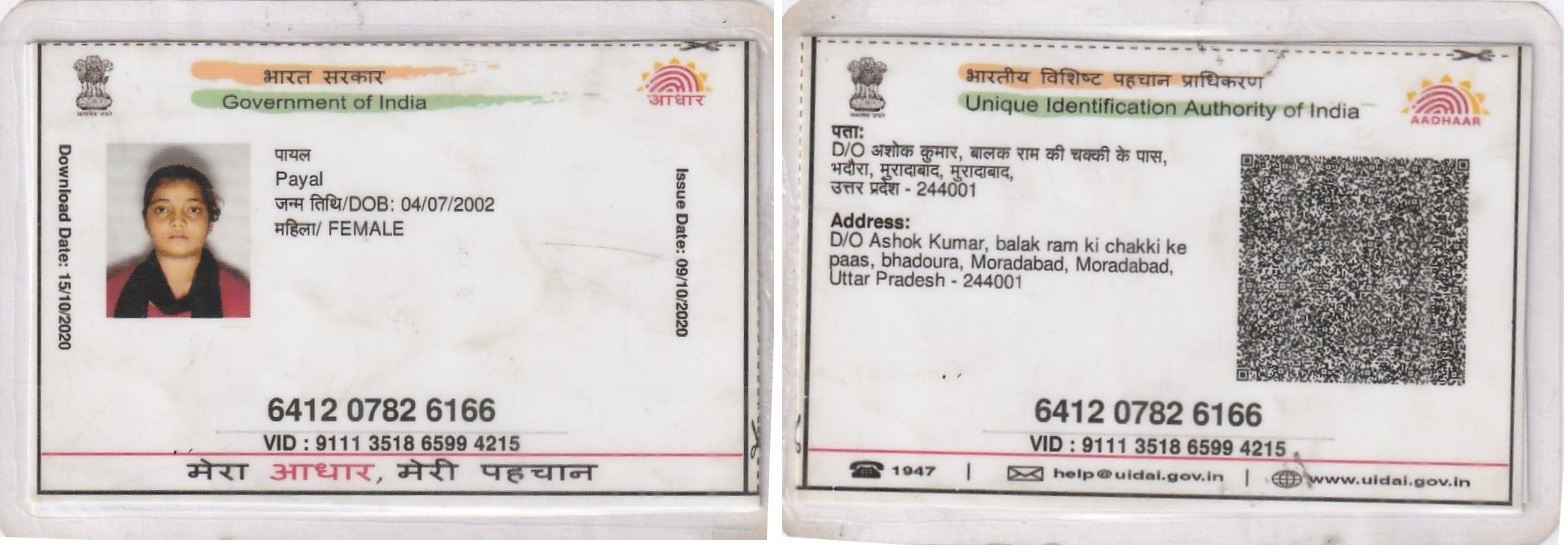 भारत सरकार
Government of India
आधार
Download Date: 15/10/2020
पायल
Payal
जन्म तिथि/DOB: 04/07/2002
महिला/ FEMALE
Issue Date: 09/10/2020
6412 0782 6166
VID : 9111 3518 6599 4215
मेरा आधार, मेरी पहचान
भारतीय विशिष्ट पहचान प्राधिकरण
Unique Identification Authority of India
AADHAAR
पता:
D/O अशोक कुमार, बालक राम की चक्की के पास,
भदौरा, मुरादाबाद, मुरादाबाद,
उत्तर प्रदेश - 244001
Address:
D/O Ashok Kumar, balak ram ki chakki ke
paas, bhadoura, Moradabad, Moradabad,
Uttar Pradesh - 244001
6412 0782 6166
VID : 9111 3518 6599 4215
1947 | help@uidai.gov.in | www.uidai.gov.in